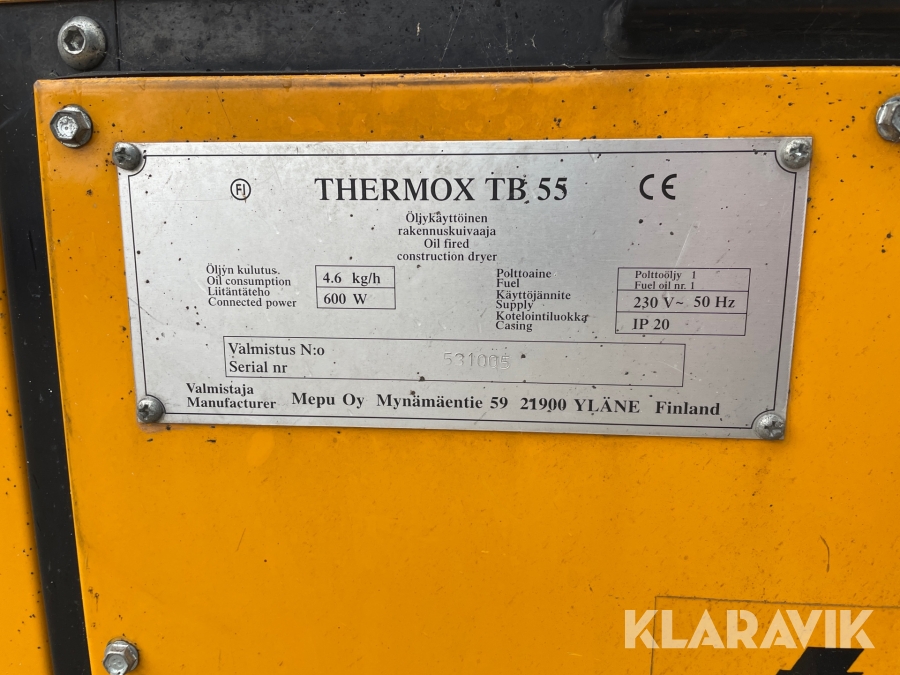 FI THERMOX TB 55 CE
Öljykäyttöinen
rakennuskuivaaja
Oil fired
construction dryer
Öljyn kulutus.
Oil consumption
4.6 kg/h
Liitäntäteho
Connected power
600 W
Polttoaine
Fuel
Polttoöljy 1
Fuel oil nr. 1
Käyttöjännite
Supply
230 V~ 50 Hz
Kotelointiluokka
Casing
IP 20
Valmistus N:o
Serial nr
531005
Valmistaja
Manufacturer
Mepu Oy Mynämäentie 59 21900 YLÄNE Finland
KLARAVIK